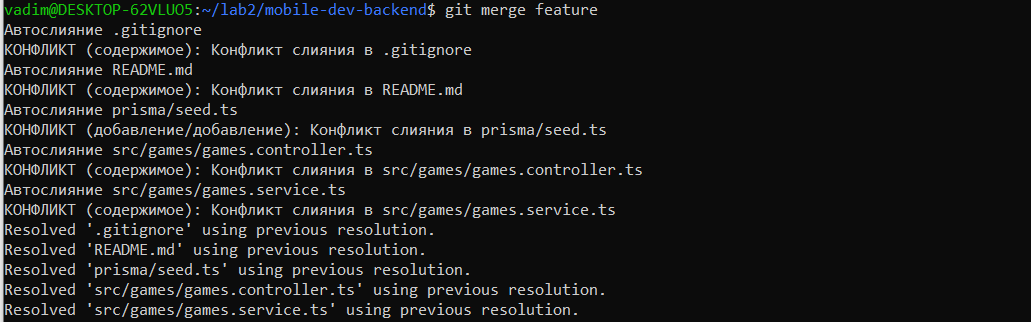 vadim@DESKTOP-62VLUO5:~/lab2/mobile-dev-backend$ git merge feature
Автослияние .gitignore
КОНФЛИКТ (содержимое): Конфликт слияния в .gitignore
Автослияние README.md
КОНФЛИКТ (содержимое): Конфликт слияния в README.md
Автослияние prisma/seed.ts
КОНФЛИКТ (добавление/добавление): Конфликт слияния в prisma/seed.ts
Автослияние src/games/games.controller.ts
КОНФЛИКТ (содержимое): Конфликт слияния в src/games/games.controller.ts
Автослияние src/games/games.service.ts
КОНФЛИКТ (содержимое): Конфликт слияния в src/games/games.service.ts
Resolved '.gitignore' using previous resolution.
Resolved 'README.md' using previous resolution.
Resolved 'prisma/seed.ts' using previous resolution.
Resolved 'src/games/games.controller.ts' using previous resolution.
Resolved 'src/games/games.service.ts' using previous resolution.